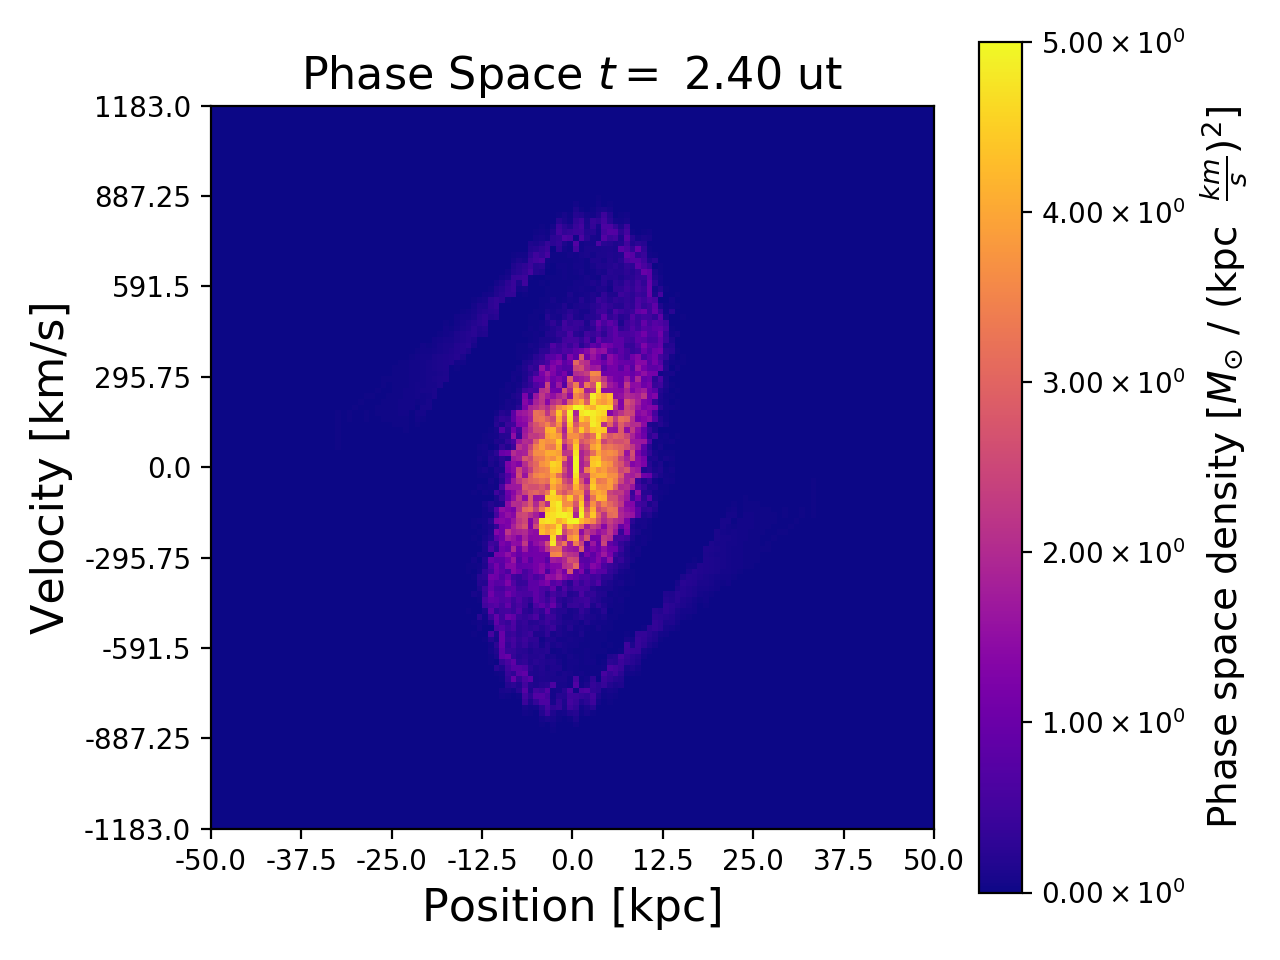 Phase Space t = 2.40 ut
1183.0
887.25
591.5
295.75
0.0
-295.75
-591.5
-887.25
-1183.0
Velocity [km/s]
-50.0 -37.5 -25.0 -12.5 0.0 12.5 25.0 37.5 50.0
Position [kpc]
5.00 × 10⁰
4.00 × 10⁰
3.00 × 10⁰
2.00 × 10⁰
1.00 × 10⁰
0.00 × 10⁰
Phase space density [M⊙ / (kpc km/s)²]